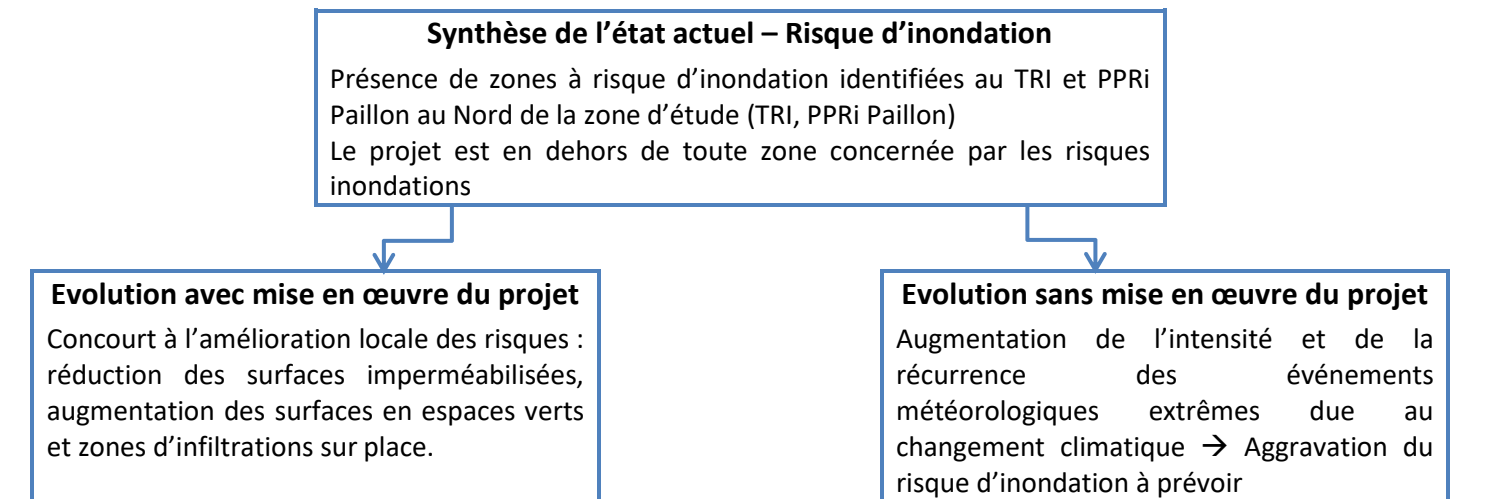 Synthèse de l’état actuel – Risque d’inondation
Présence de zones à risque d’inondation identifiées au TRI et PPRi
Paillon au Nord de la zone d’étude (TRI, PPRi Paillon)
Le projet est en dehors de toute zone concernée par les risques
inondations
Evolution avec mise en œuvre du projet
Concourt à l’amélioration locale des risques :
réduction des surfaces imperméabilisées,
augmentation des surfaces en espaces verts
et zones d’infiltrations sur place.
Evolution sans mise en œuvre du projet
Augmentation de l’intensité et de la
récurrence des événements
météorologiques extrêmes due au
changement climatique → Aggravation du
risque d’inondation à prévoir